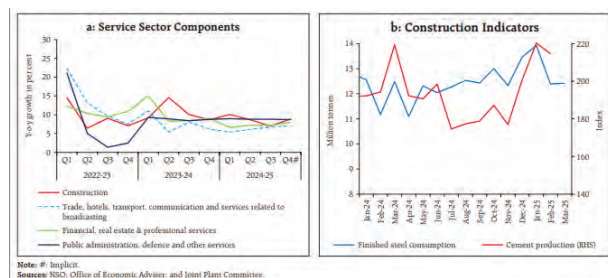 a: Service Sector Components
Y-o-y growth in percent
30
25
20
15
10
5
0
Q1 Q2 Q3 Q4 Q1 Q2 Q3 Q4 Q1 Q2 Q3 Q4#
2022-23 2023-24 2024-25
Construction
Trade, hotels, transport, communication and services related to
broadcasting
Financial, real estate & professional services
Public administration, defence and other services
b: Construction Indicators
Million tonnes
14
13
12
11
10
9
8
220
200
180
160
140
Index
Jan-24 Feb-24 Mar-24 Apr-24 May-24 Jun-24 Jul-24 Aug-24 Sep-24 Oct-24 Nov-24 Dec-24 Jan-25 Feb-25 Mar-25
Finished steel consumption Cement production (RHS)
Note: #: Implicit.
Sources: NSO; Office of Economic Adviser; and Joint Plant Committee.